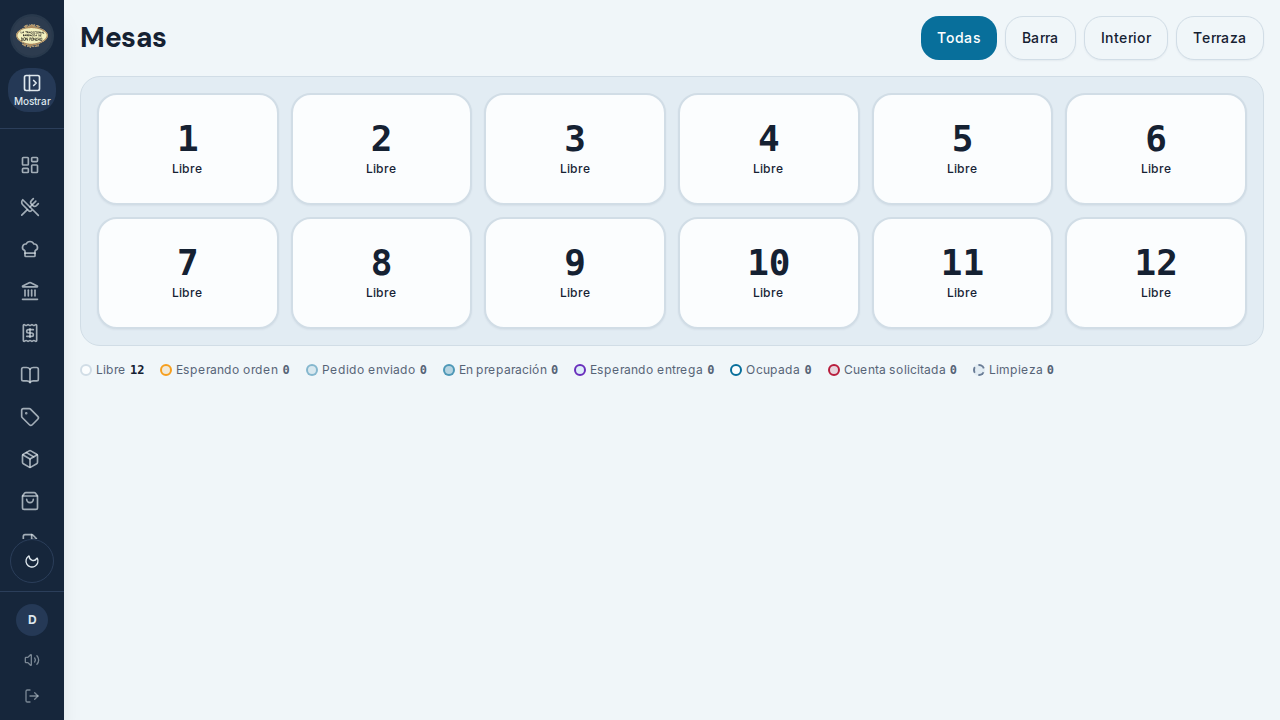 Mesas
Todas
Barra
Interior
Terraza
Mostrar
1
Libre
2
Libre
3
Libre
4
Libre
5
Libre
6
Libre
7
Libre
8
Libre
9
Libre
10
Libre
11
Libre
12
Libre
Libre 12
Esperando orden 0
Pedido enviado 0
En preparación 0
Esperando entrega 0
Ocupada 0
Cuenta solicitada 0
Limpieza 0
D